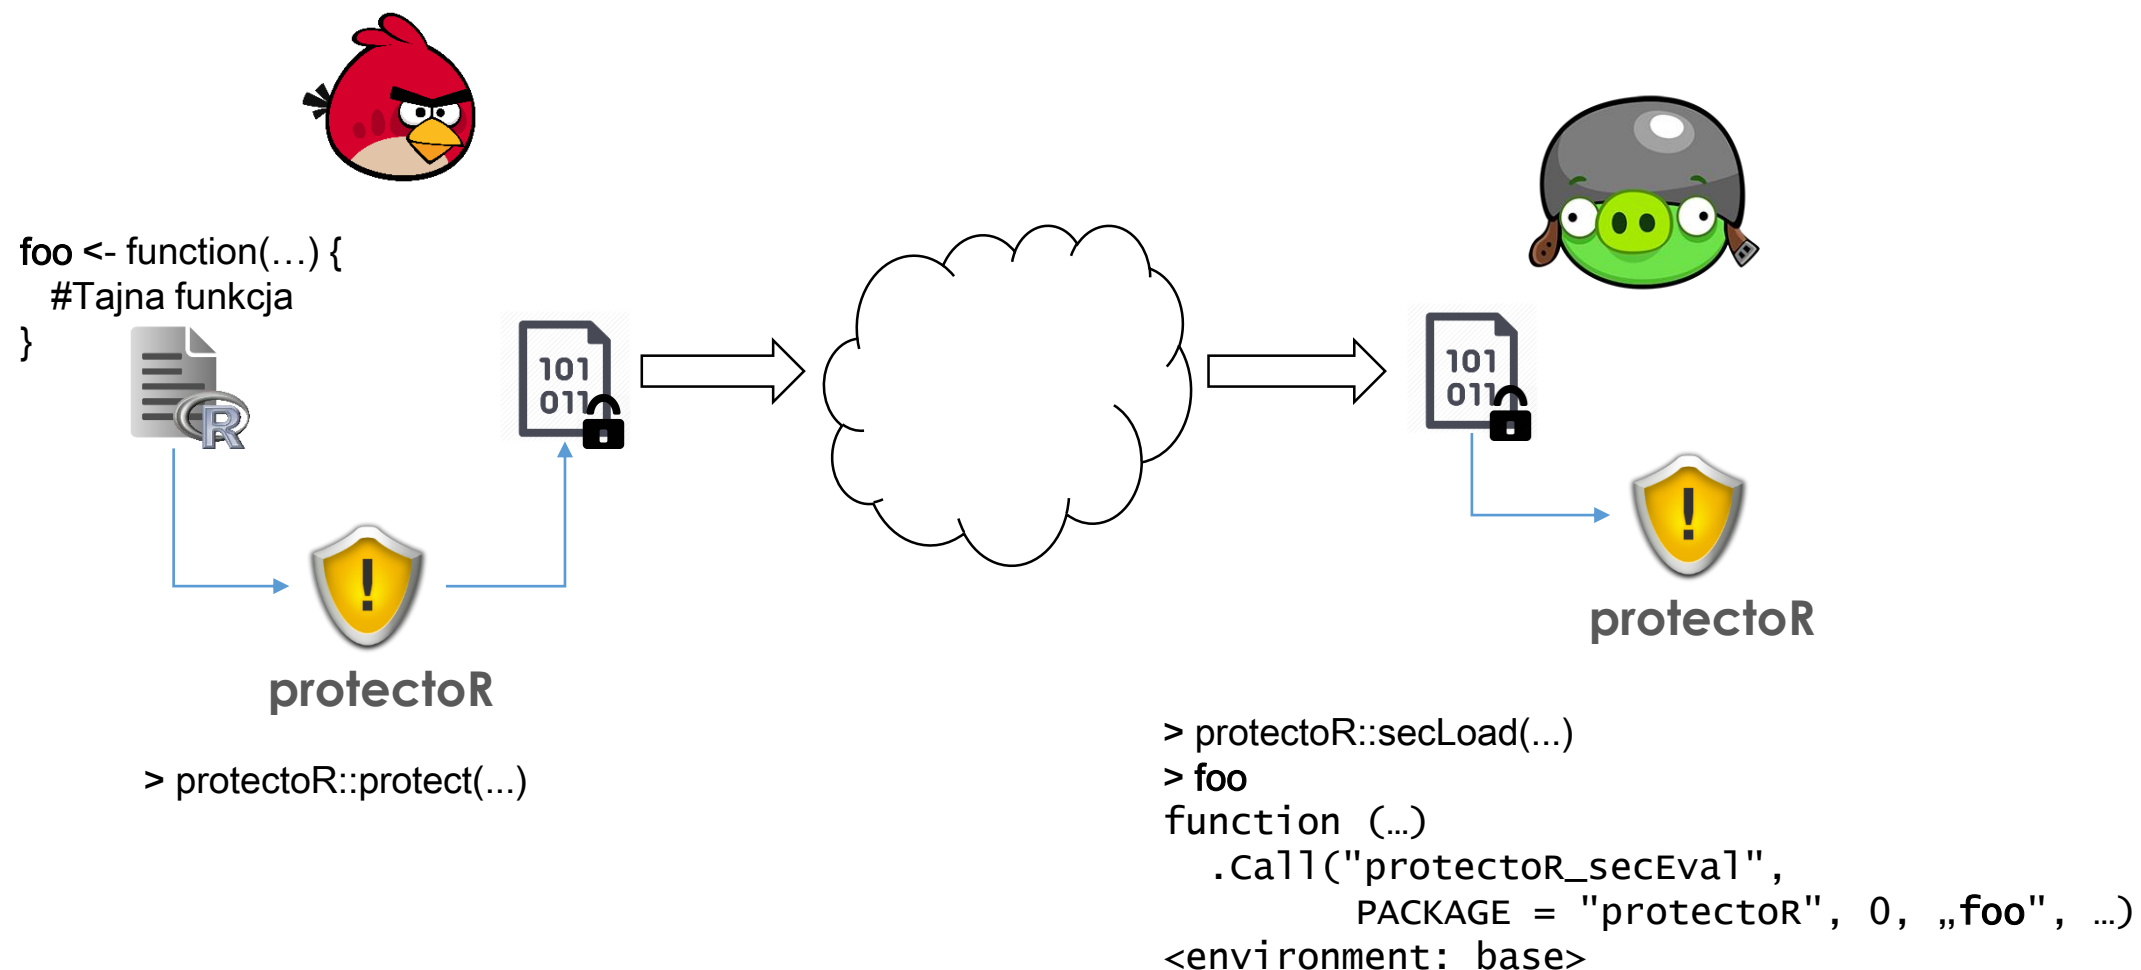 foo <- function(…) {
#Tajna funkcja
}
R
101
011
101
011
!
protectoR
!
protectoR
> protectoR::protect(...)
> protectoR::secLoad(...)
> foo
function (…)
.Call("protectoR_secEval",
PACKAGE = "protectoR", 0, „foo", …)
<environment: base>